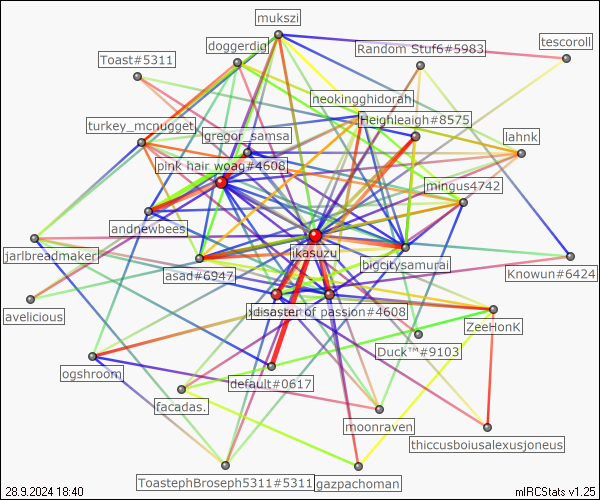 mukszi
doggerdig
Toast#5311
Random Stuf6#5983
tescoroll
neokingghidorah
Heighleaigh#8575
turkey_mcnugget
gregor_samsa
lahnk
pink hair woag#4608
mingus4742
andnewbees
jarlbreadmaker
ikasuzu
bigcitysamurai
asad#6947
Knowun#6424
avelicious
disaster of passion#4608
ZeeHonK
Duck™#9103
ogshroom
default#0617
facadas.
moonraven
thiccusboiusalexusjoneus
ToastephBroseph5311#5311
gazpachoman
28.9.2024 18:40
mIRCStats v1.25